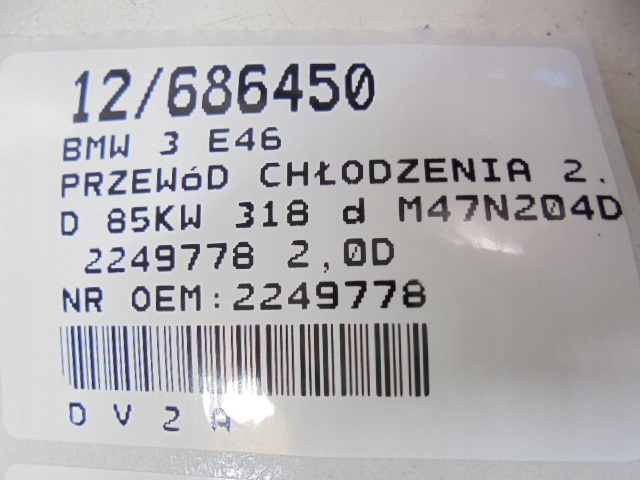 12/686450
BMW 3 E46
PRZEWóD CHŁODZENIA 2.
D 85KW 318 d M47N204D
2249778 2,0D
NR OEM:2249778
D V 2 A